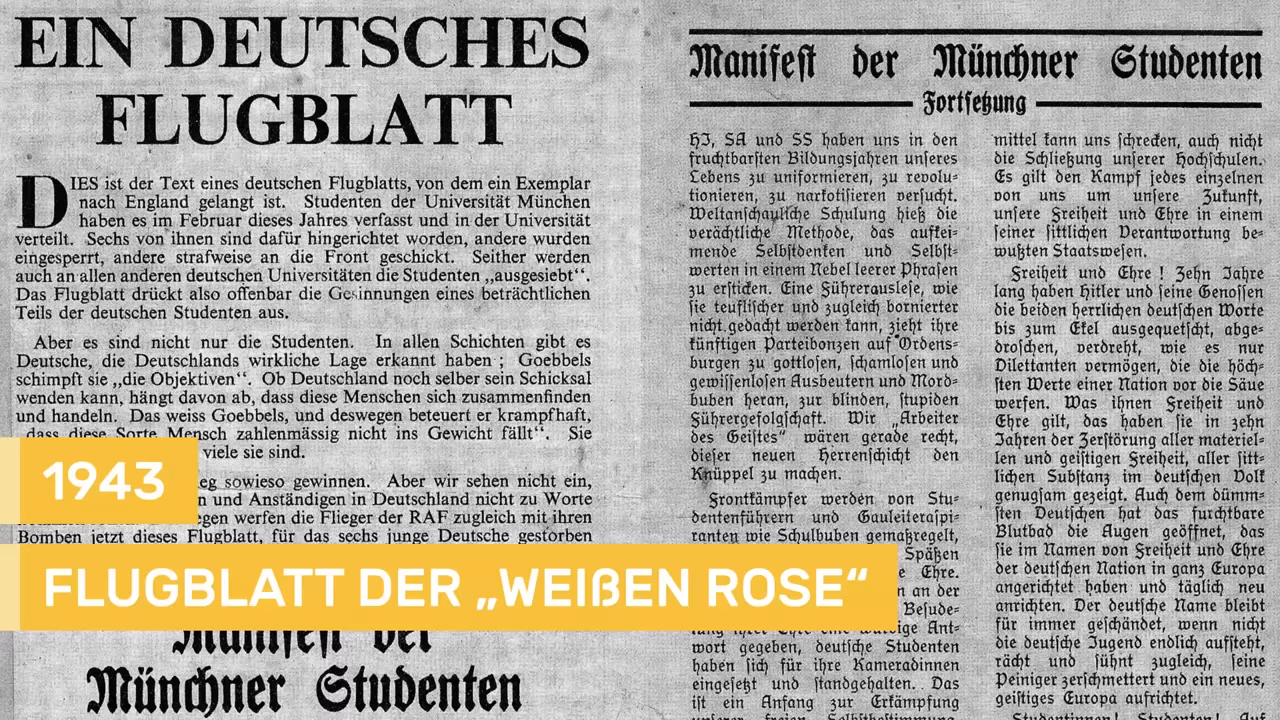 EIN DEUTSCHES
FLUGBLATT
DIES ist der Text eines deutschen Flugblatts, von dem ein Exemplar
nach England gelangt ist. Studenten der Universität München
haben es im Februar dieses Jahres verfasst und in der Universität
verteilt. Sechs von ihnen sind dafür hingerichtet worden, andere wurden
eingesperrt, andere strafweise an die Front geschickt. Seither werden
auch an allen anderen deutschen Universitäten die Studenten „ausgesiebt“.
Das Flugblatt drückt also offenbar die Gesinnungen eines beträchtlichen
Teils der deutschen Studenten aus.
Aber es sind nicht nur die Studenten. In allen Schichten gibt es
Deutsche, die Deutschlands wirkliche Lage erkannt haben ; Goebbels
schimpft sie „die Objektiven“. Ob Deutschland noch selber sein Schicksal
wenden kann, hängt davon ab, dass diese Menschen sich zusammenfinden
und handeln. Das weiss Goebbels, und deswegen beteuert er krampfhaft,
dass diese Sorte Mensch zahlenmässig nicht ins Gewicht fällt“. Sie
viele sie sind.
sowieso gewinnen. Aber wir sehen nicht ein,
und Anständigen in Deutschland nicht zu Worte
werfen die Flieger der RAF zugleich mit ihren
Bomben jetzt dieses Flugblatt, für das sechs junge Deutsche gestorben
1943
FLUGBLATT DER „WEIßEN ROSE“
Manifest der
Münchner Studenten
Manifest der Münchner Studenten
Fortsetzung
HJ, SA und SS haben uns in den
fruchtbarsten Bildungsjahren unseres
Lebens zu uniformieren, zu revolu-
tionieren, zu narkotisieren versucht.
Weltanschauliche Schulung hieß die
verächtliche Methode, das aufkei-
mende Selbstdenken und Selbst-
werten in einem Nebel leerer Phrasen
zu ersticken. Eine Führerauslese, wie
sie teuflischer und zugleich bornierter
nicht gedacht werden kann, zieht ihre
künftigen Parteibonzen auf Ordens-
burgen zu gottlosen, schamlosen und
gewissenlosen Ausbeutern und Mord-
buben heran, zur blinden, stupiden
Führergefolgschaft. Wir „Arbeiter
des Geistes“ wären gerade recht,
dieser neuen Herrenschicht den
Knüppel zu machen.
Frontkämpfer werden von Stu-
dentenführern und Gauleiteraspi-
ranten wie Schulbuben gemaßregelt,
Späßen
Ehre.
an der
Besude-
lung ihrer Ehre eine würdige Ant-
wort gegeben, deutsche Studenten
haben sich für ihre Kameradinnen
eingesetzt und standgehalten. Das
ist ein Anfang zur Erkämpfung
unserer freien Selbstbestimmung,
mittel kann uns schrecken, auch nicht
die Schließung unserer Hochschulen.
Es gilt den Kampf jedes einzelnen
von uns um unsere Zukunft,
unsere Freiheit und Ehre in einem
seiner sittlichen Verantwortung be-
wußten Staatswesen.
Freiheit und Ehre ! Zehn Jahre
lang haben Hitler und seine Genossen
die beiden herrlichen deutschen Worte
bis zum Ekel ausgequetscht, abge-
droschen, verdreht, wie es nur
Dilettanten vermögen, die die höch-
sten Werte einer Nation vor die Säue
werfen. Was ihnen Freiheit und
Ehre gilt, das haben sie in zehn
Jahren der Zerstörung aller materiel-
len und geistigen Freiheit, aller sitt-
lichen Substanz im deutschen Volk
genugsam gezeigt. Auch dem dümm-
sten Deutschen hat das furchtbare
Blutbad die Augen geöffnet, das
sie im Namen von Freiheit und Ehre
der deutschen Nation in ganz Europa
angerichtet haben und täglich neu
anrichten. Der deutsche Name bleibt
für immer geschändet, wenn nicht
die deutsche Jugend endlich aufsteht,
rächt und sühnt zugleich, seine
Peiniger zerschmettert und ein neues,
geistiges Europa aufrichtet.
Studentinnen! Studenten! Auf